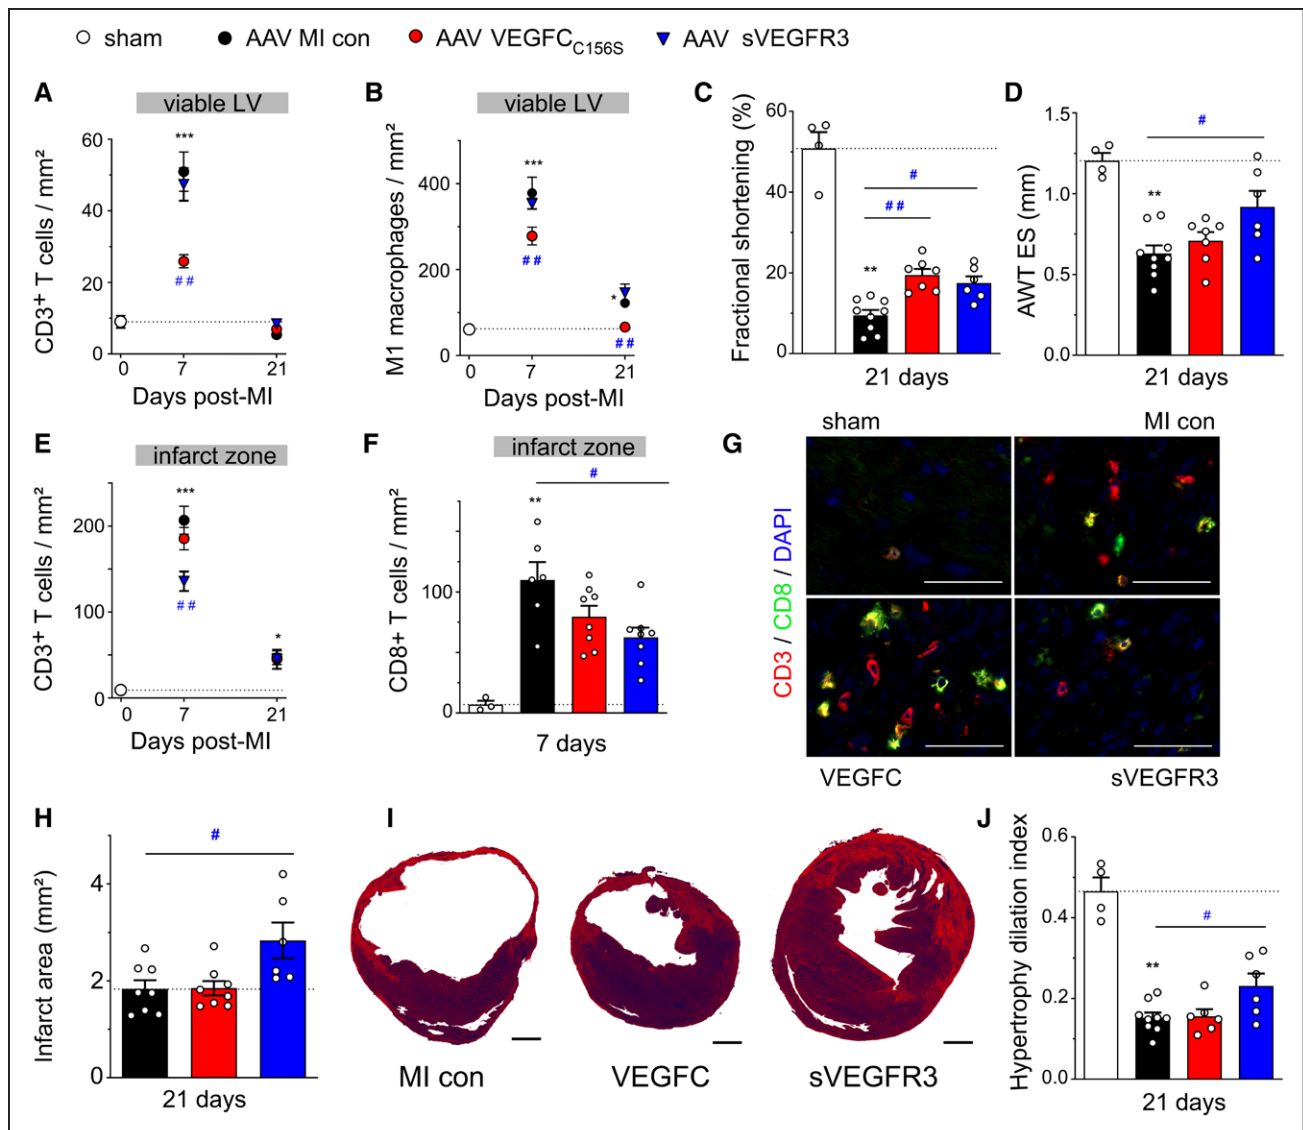 sham AAV MI con AAV VEGFC_C156S AAV sVEGFR3
A
viable LV
CD3⁺ T cells / mm²
60
40
20
0
***
##
0 7 21
Days post-MI
B
viable LV
M1 macrophages / mm²
400
200
0
***
##
*
##
0 7 21
Days post-MI
C
Fractional shortening (%)
60
40
20
0
#
##
**
21 days
D
AWT ES (mm)
1.5
1.0
0.5
0.0
#
**
21 days
E
infarct zone
CD3⁺ T cells / mm²
200
100
0
***
##
*
0 7 21
Days post-MI
F
infarct zone
CD8+ T cells / mm²
100
0
#
**
7 days
G
sham MI con
CD3 / CD8 / DAPI
VEGFC sVEGFR3
H
Infarct area (mm²)
4
2
0
#
21 days
I
MI con VEGFC sVEGFR3
J
Hypertrophy dilation index
0.6
0.4
0.2
0.0
#
**
21 days